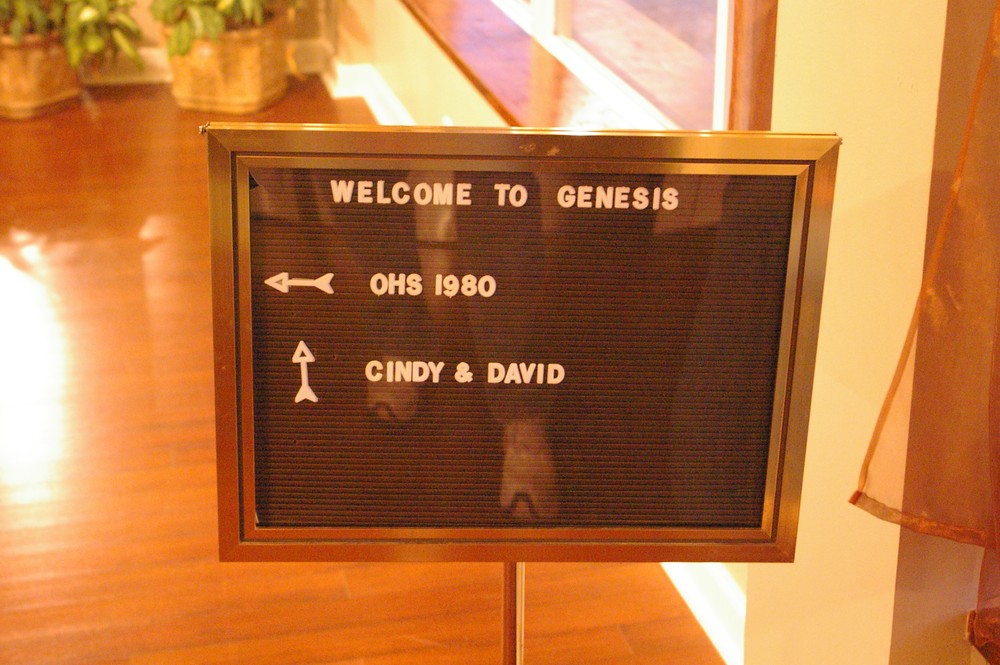 WELCOME TO GENESIS
OHS 1980
CINDY & DAVID